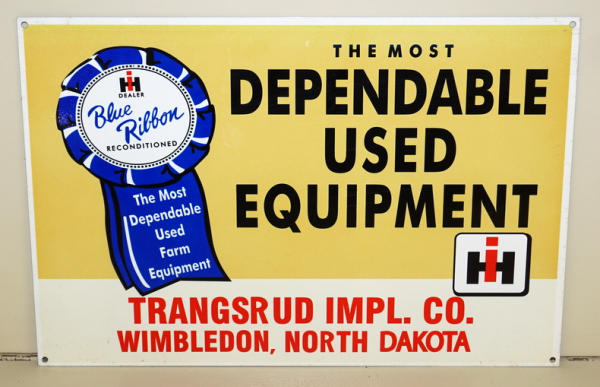 THE MOST
DEPENDABLE
USED
EQUIPMENT
IH
DEALER
Blue
Ribbon
RECONDITIONED
The Most
Dependable
Used
Farm
Equipment
IH
TRANGSRUD IMPL. CO.
WIMBLEDON, NORTH DAKOTA